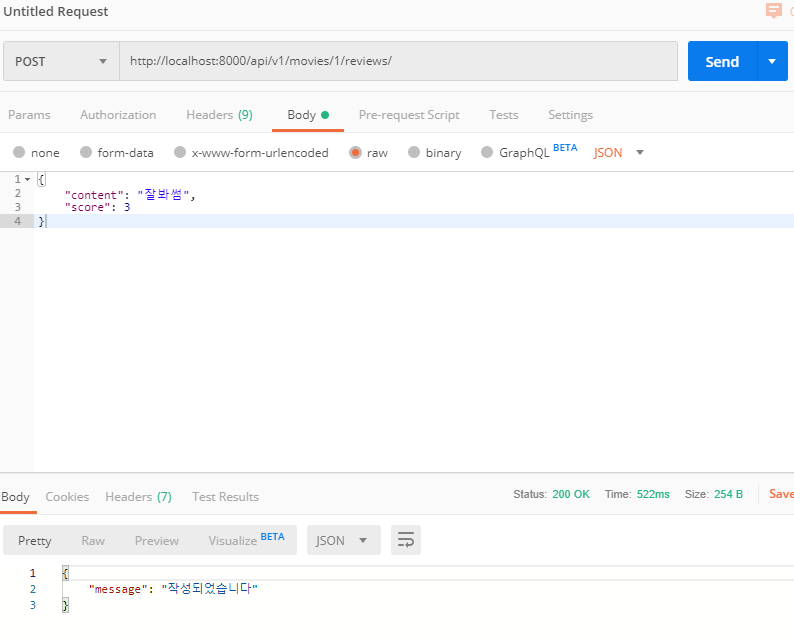 Untitled Request
POST http://localhost:8000/api/v1/movies/1/reviews/ Send
Params Authorization Headers (9) Body Pre-request Script Tests Settings
none form-data x-www-form-urlencoded raw binary GraphQL BETA JSON
1 {
2 "content": "잘봐썸",
3 "score": 3
4 }
Body Cookies Headers (7) Test Results Status: 200 OK Time: 522ms Size: 254 B Save
Pretty Raw Preview Visualize BETA JSON
1 {
2 "message": "작성되었습니다"
3 }